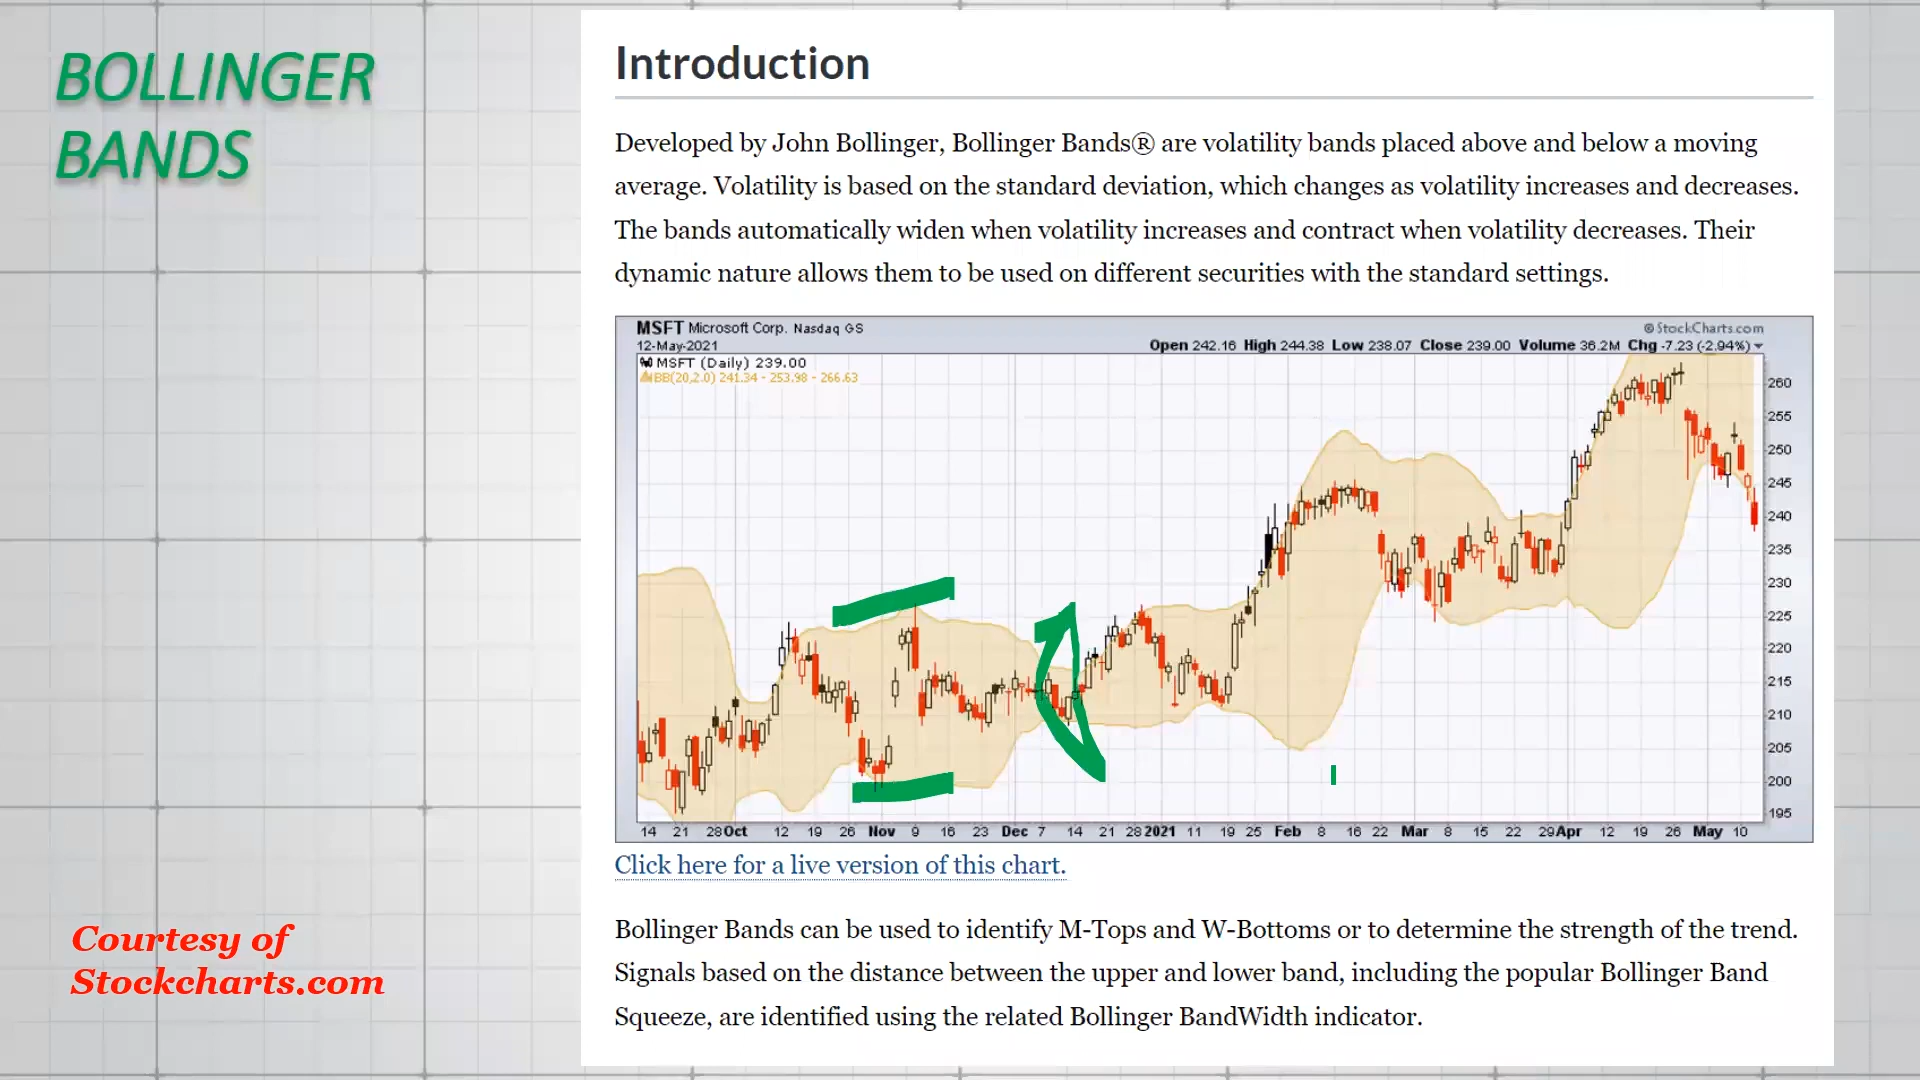 BOLLINGER
BANDS
Introduction
Developed by John Bollinger, Bollinger Bands® are volatility bands placed above and below a moving
average. Volatility is based on the standard deviation, which changes as volatility increases and decreases.
The bands automatically widen when volatility increases and contract when volatility decreases. Their
dynamic nature allows them to be used on different securities with the standard settings.
MSFT Microsoft Corp. Nasdaq GS
©StockCharts.com
12-May-2021
Open 242.16 High 244.38 Low 238.07 Close 239.00 Volume 36.2M Chg -7.23 (-2.94%)
MSFT (Daily) 239.00
BB(20,2.0) 241.34 - 253.98 - 266.63
260
255
250
245
240
235
230
225
220
215
210
205
200
195
14 21 28 Oct 12 19 26 Nov 9 16 23 Dec 7 14 21 28 2021 11 19 25 Feb 8 16 22 Mar 8 15 22 29 Apr 12 19 26 May 10
Click here for a live version of this chart.
Bollinger Bands can be used to identify M-Tops and W-Bottoms or to determine the strength of the trend.
Signals based on the distance between the upper and lower band, including the popular Bollinger Band
Squeeze, are identified using the related Bollinger BandWidth indicator.
Courtesy of
Stockcharts.com